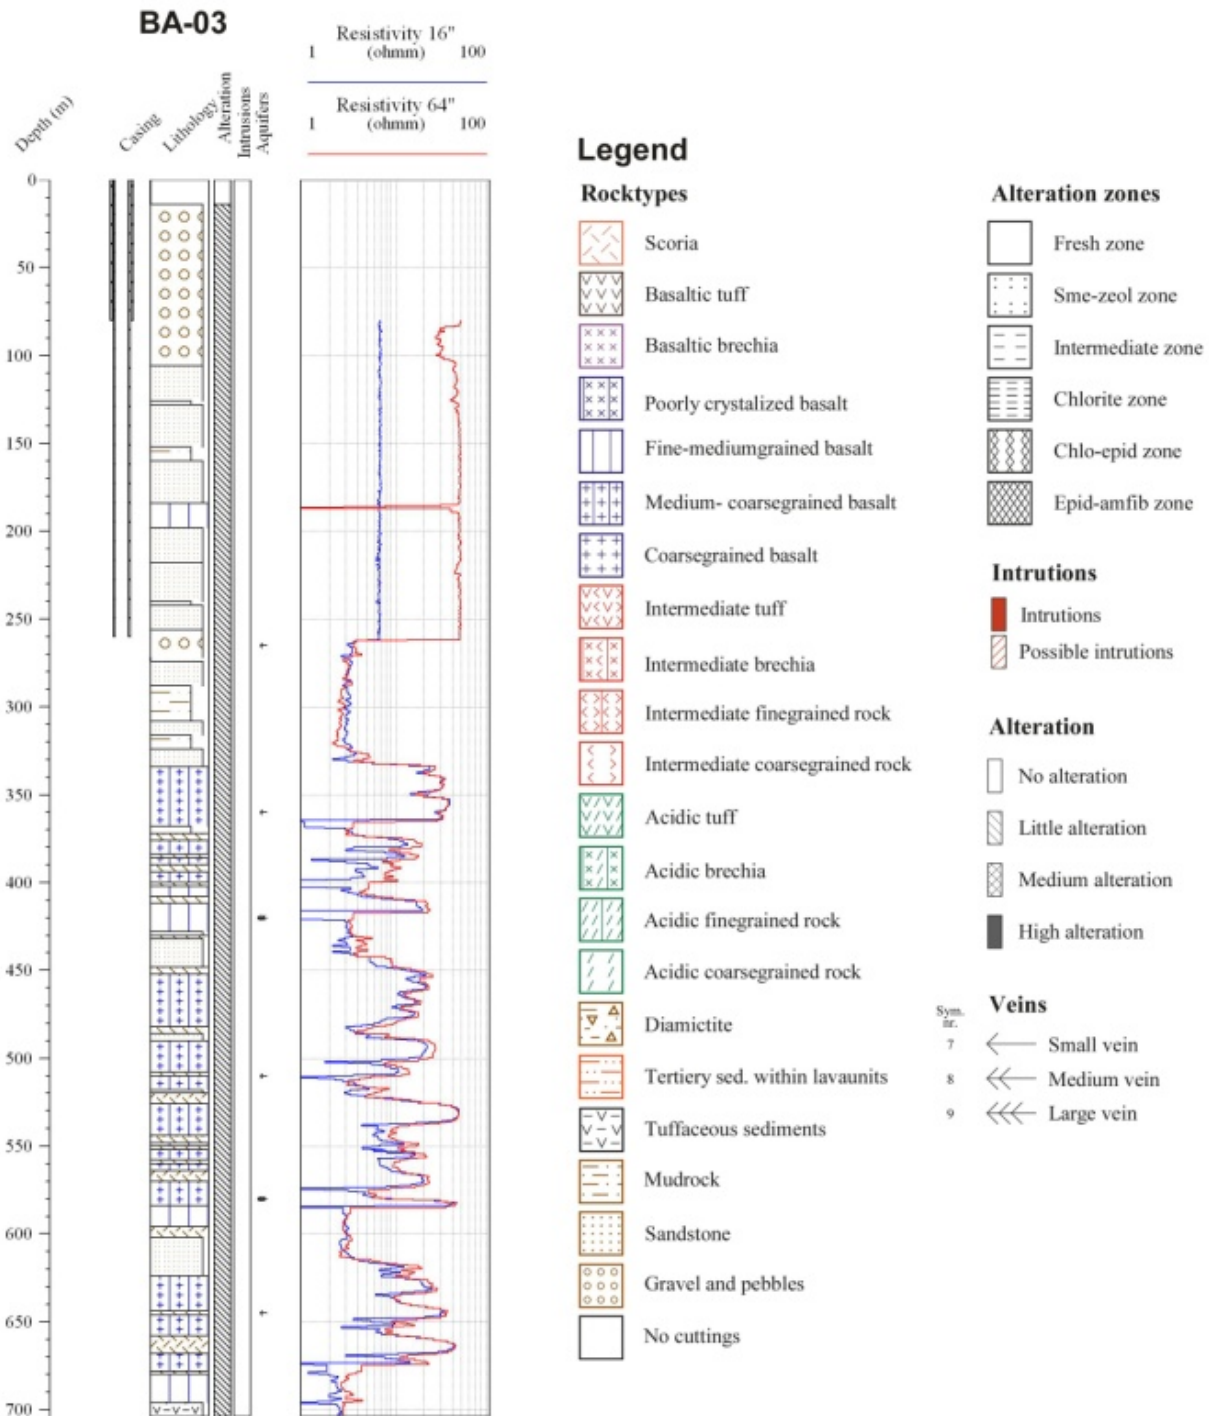 BA-03
Resistivity 16"
1 (ohmm) 100
Resistivity 64"
1 (ohmm) 100
Depth (m)
Casing
Lithology
Alteration
Intrusions
Aquifers
0
50
100
150
200
250
300
350
400
450
500
550
600
650
700
Legend
Rocktypes
Scoria
Basaltic tuff
Basaltic brechia
Poorly crystalized basalt
Fine-mediumgrained basalt
Medium- coarsegrained basalt
Coarsegrained basalt
Intermediate tuff
Intermediate brechia
Intermediate finegrained rock
Intermediate coarsegrained rock
Acidic tuff
Acidic brechia
Acidic finegrained rock
Acidic coarsegrained rock
Diamictite
Tertiery sed. within lavaunits
Tuffaceous sediments
Mudrock
Sandstone
Gravel and pebbles
No cuttings
Alteration zones
Fresh zone
Sme-zeol zone
Intermediate zone
Chlorite zone
Chlo-epid zone
Epid-amfib zone
Intrutions
Intrutions
Possible intrutions
Alteration
No alteration
Little alteration
Medium alteration
High alteration
Sym. nr.
Veins
7 Small vein
8 Medium vein
9 Large vein